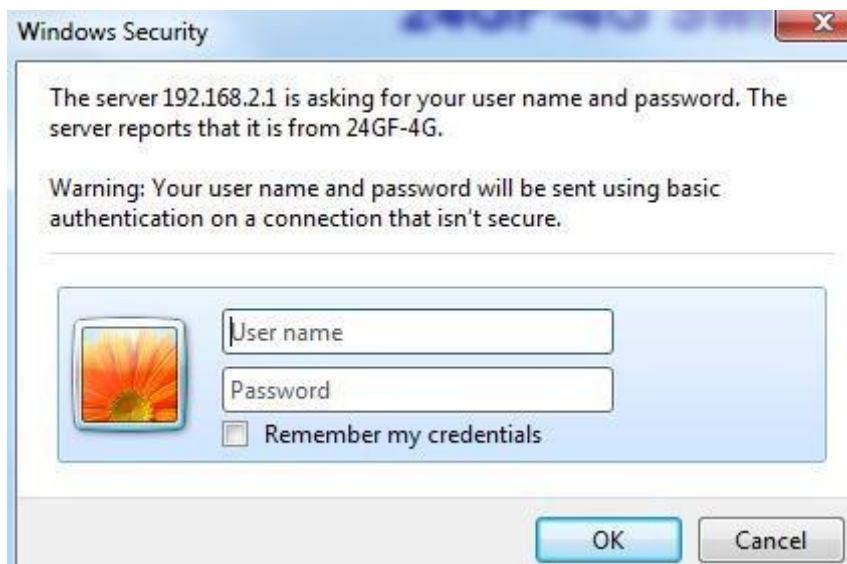 Windows Security
24GF-4G
The server 192.168.2.1 is asking for your user name and password. The
server reports that it is from 24GF-4G.
Warning: Your user name and password will be sent using basic
authentication on a connection that isn't secure.
User name
Password
Remember my credentials
OK
Cancel